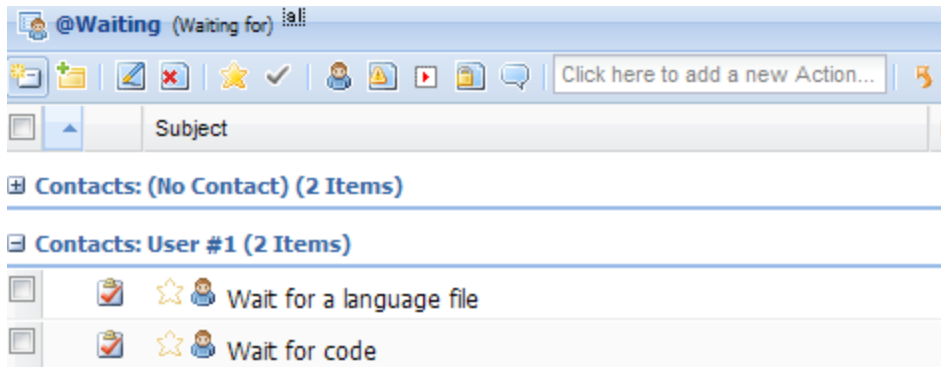 @Waiting (Waiting for) [a]
Click here to add a new Action...
Subject
Contacts: (No Contact) (2 Items)
Contacts: User #1 (2 Items)
Wait for a language file
Wait for code